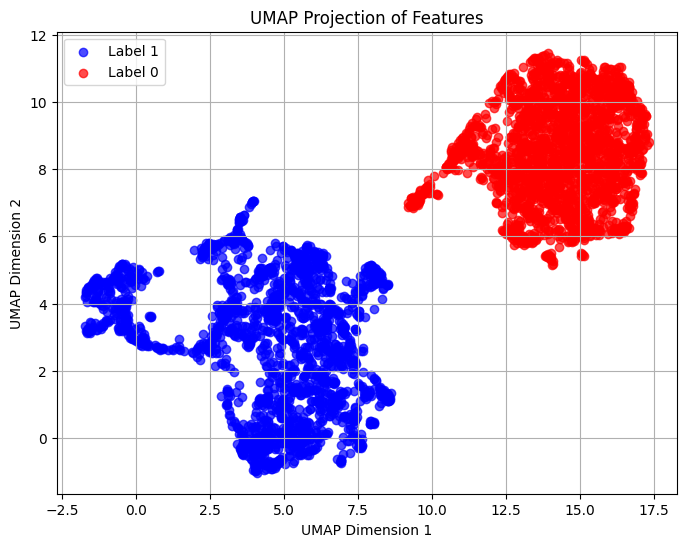 UMAP Projection of Features
Label 1
Label 0
UMAP Dimension 2
12
10
8
6
4
2
0
-2.5 0.0 2.5 5.0 7.5 10.0 12.5 15.0 17.5
UMAP Dimension 1